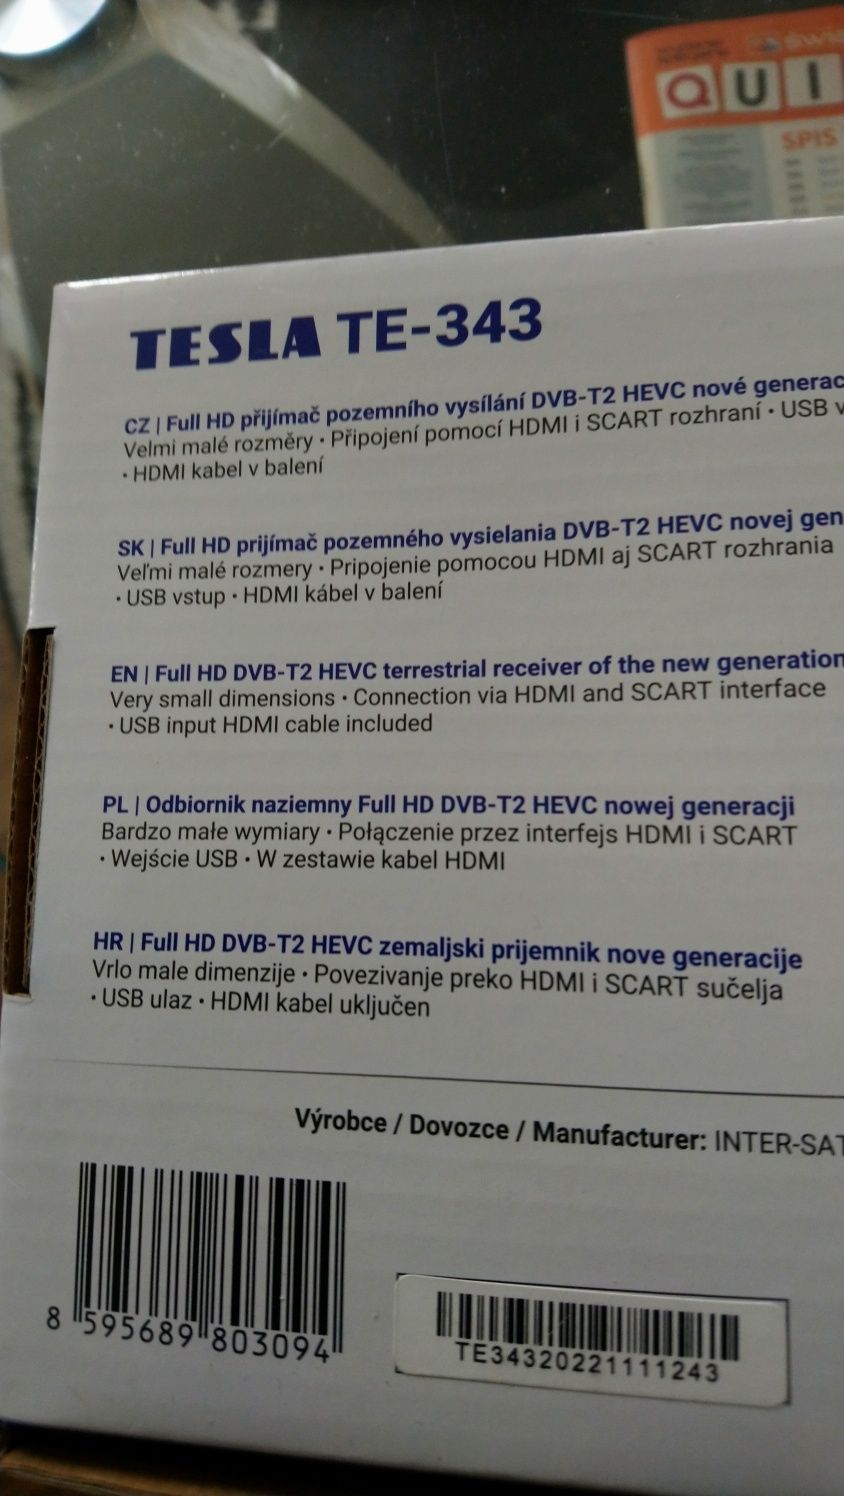 QUI
SPIS
TESLA TE-343
CZ | Full HD přijímač pozemního vysílání DVB-T2 HEVC nové generac
Velmi malé rozměry · Připojení pomocí HDMI i SCART rozhraní · USB v
· HDMI kabel v balení
SK | Full HD prijímač pozemného vysielania DVB-T2 HEVC novej gen
Veľmi malé rozmery · Pripojenie pomocou HDMI aj SCART rozhrania
· USB vstup · HDMI kábel v balení
EN | Full HD DVB-T2 HEVC terrestrial receiver of the new generation
Very small dimensions · Connection via HDMI and SCART interface
· USB input HDMI cable included
PL | Odbiornik naziemny Full HD DVB-T2 HEVC nowej generacji
Bardzo małe wymiary · Połączenie przez interfejs HDMI i SCART
· Wejście USB · W zestawie kabel HDMI
HR | Full HD DVB-T2 HEVC zemaljski prijemnik nove generacije
Vrlo male dimenzije · Povezivanje preko HDMI i SCART sučelja
· USB ulaz · HDMI kabel uključen
Výrobce / Dovozce / Manufacturer: INTER-SAT
8 595689 803094
TE34320221111243